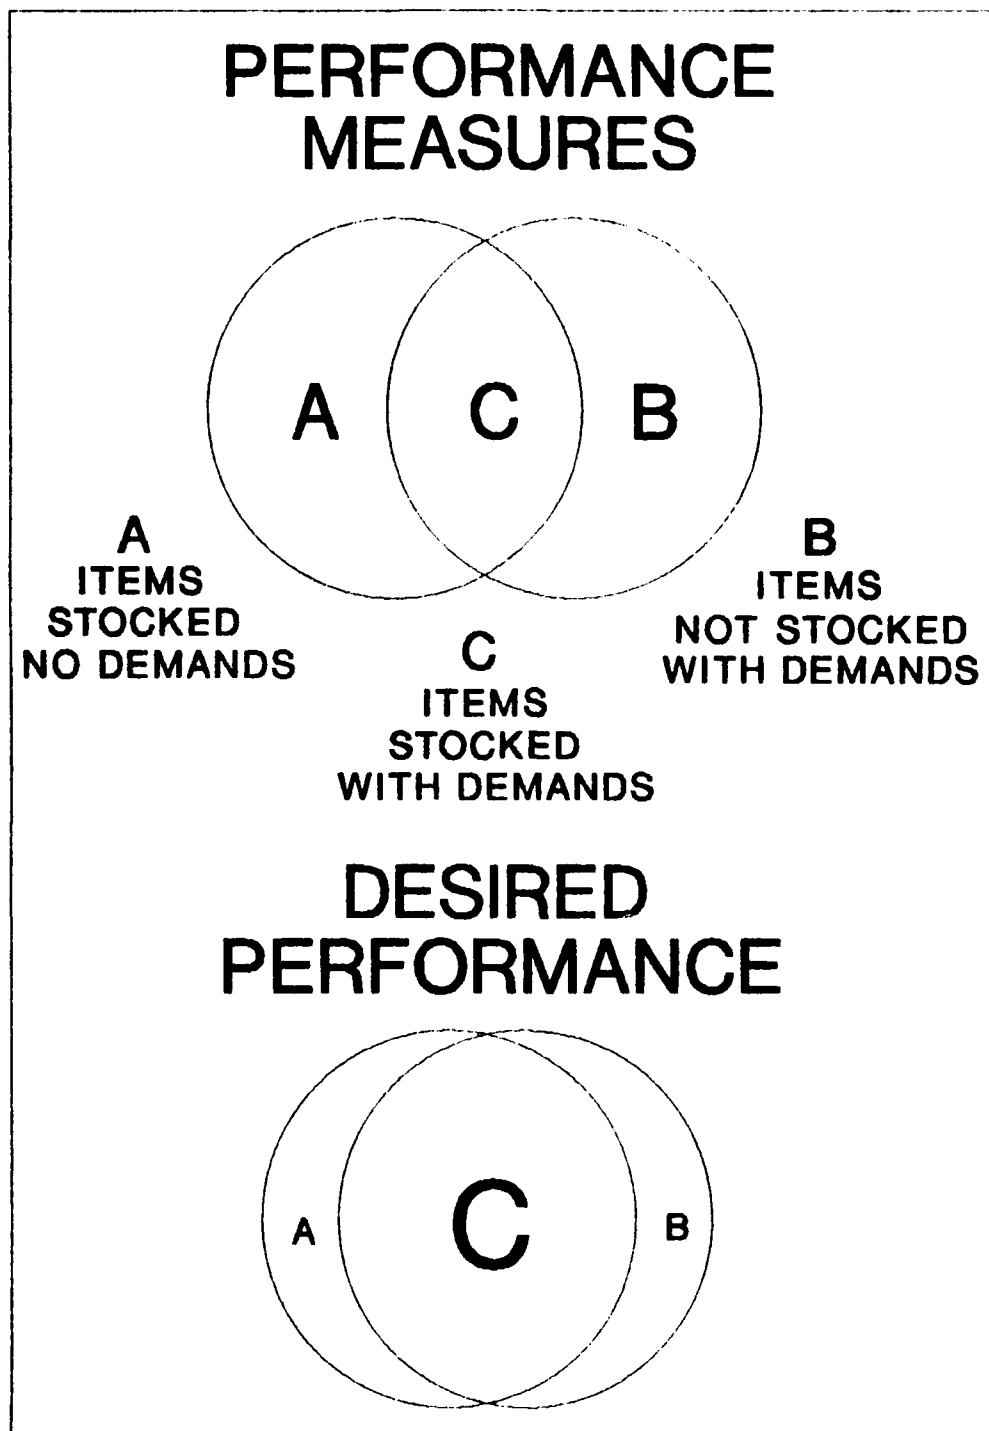 PERFORMANCE
MEASURES
A
C
B
A
ITEMS
STOCKED
NO DEMANDS
B
ITEMS
NOT STOCKED
WITH DEMANDS
C
ITEMS
STOCKED
WITH DEMANDS
DESIRED
PERFORMANCE
A
C
B